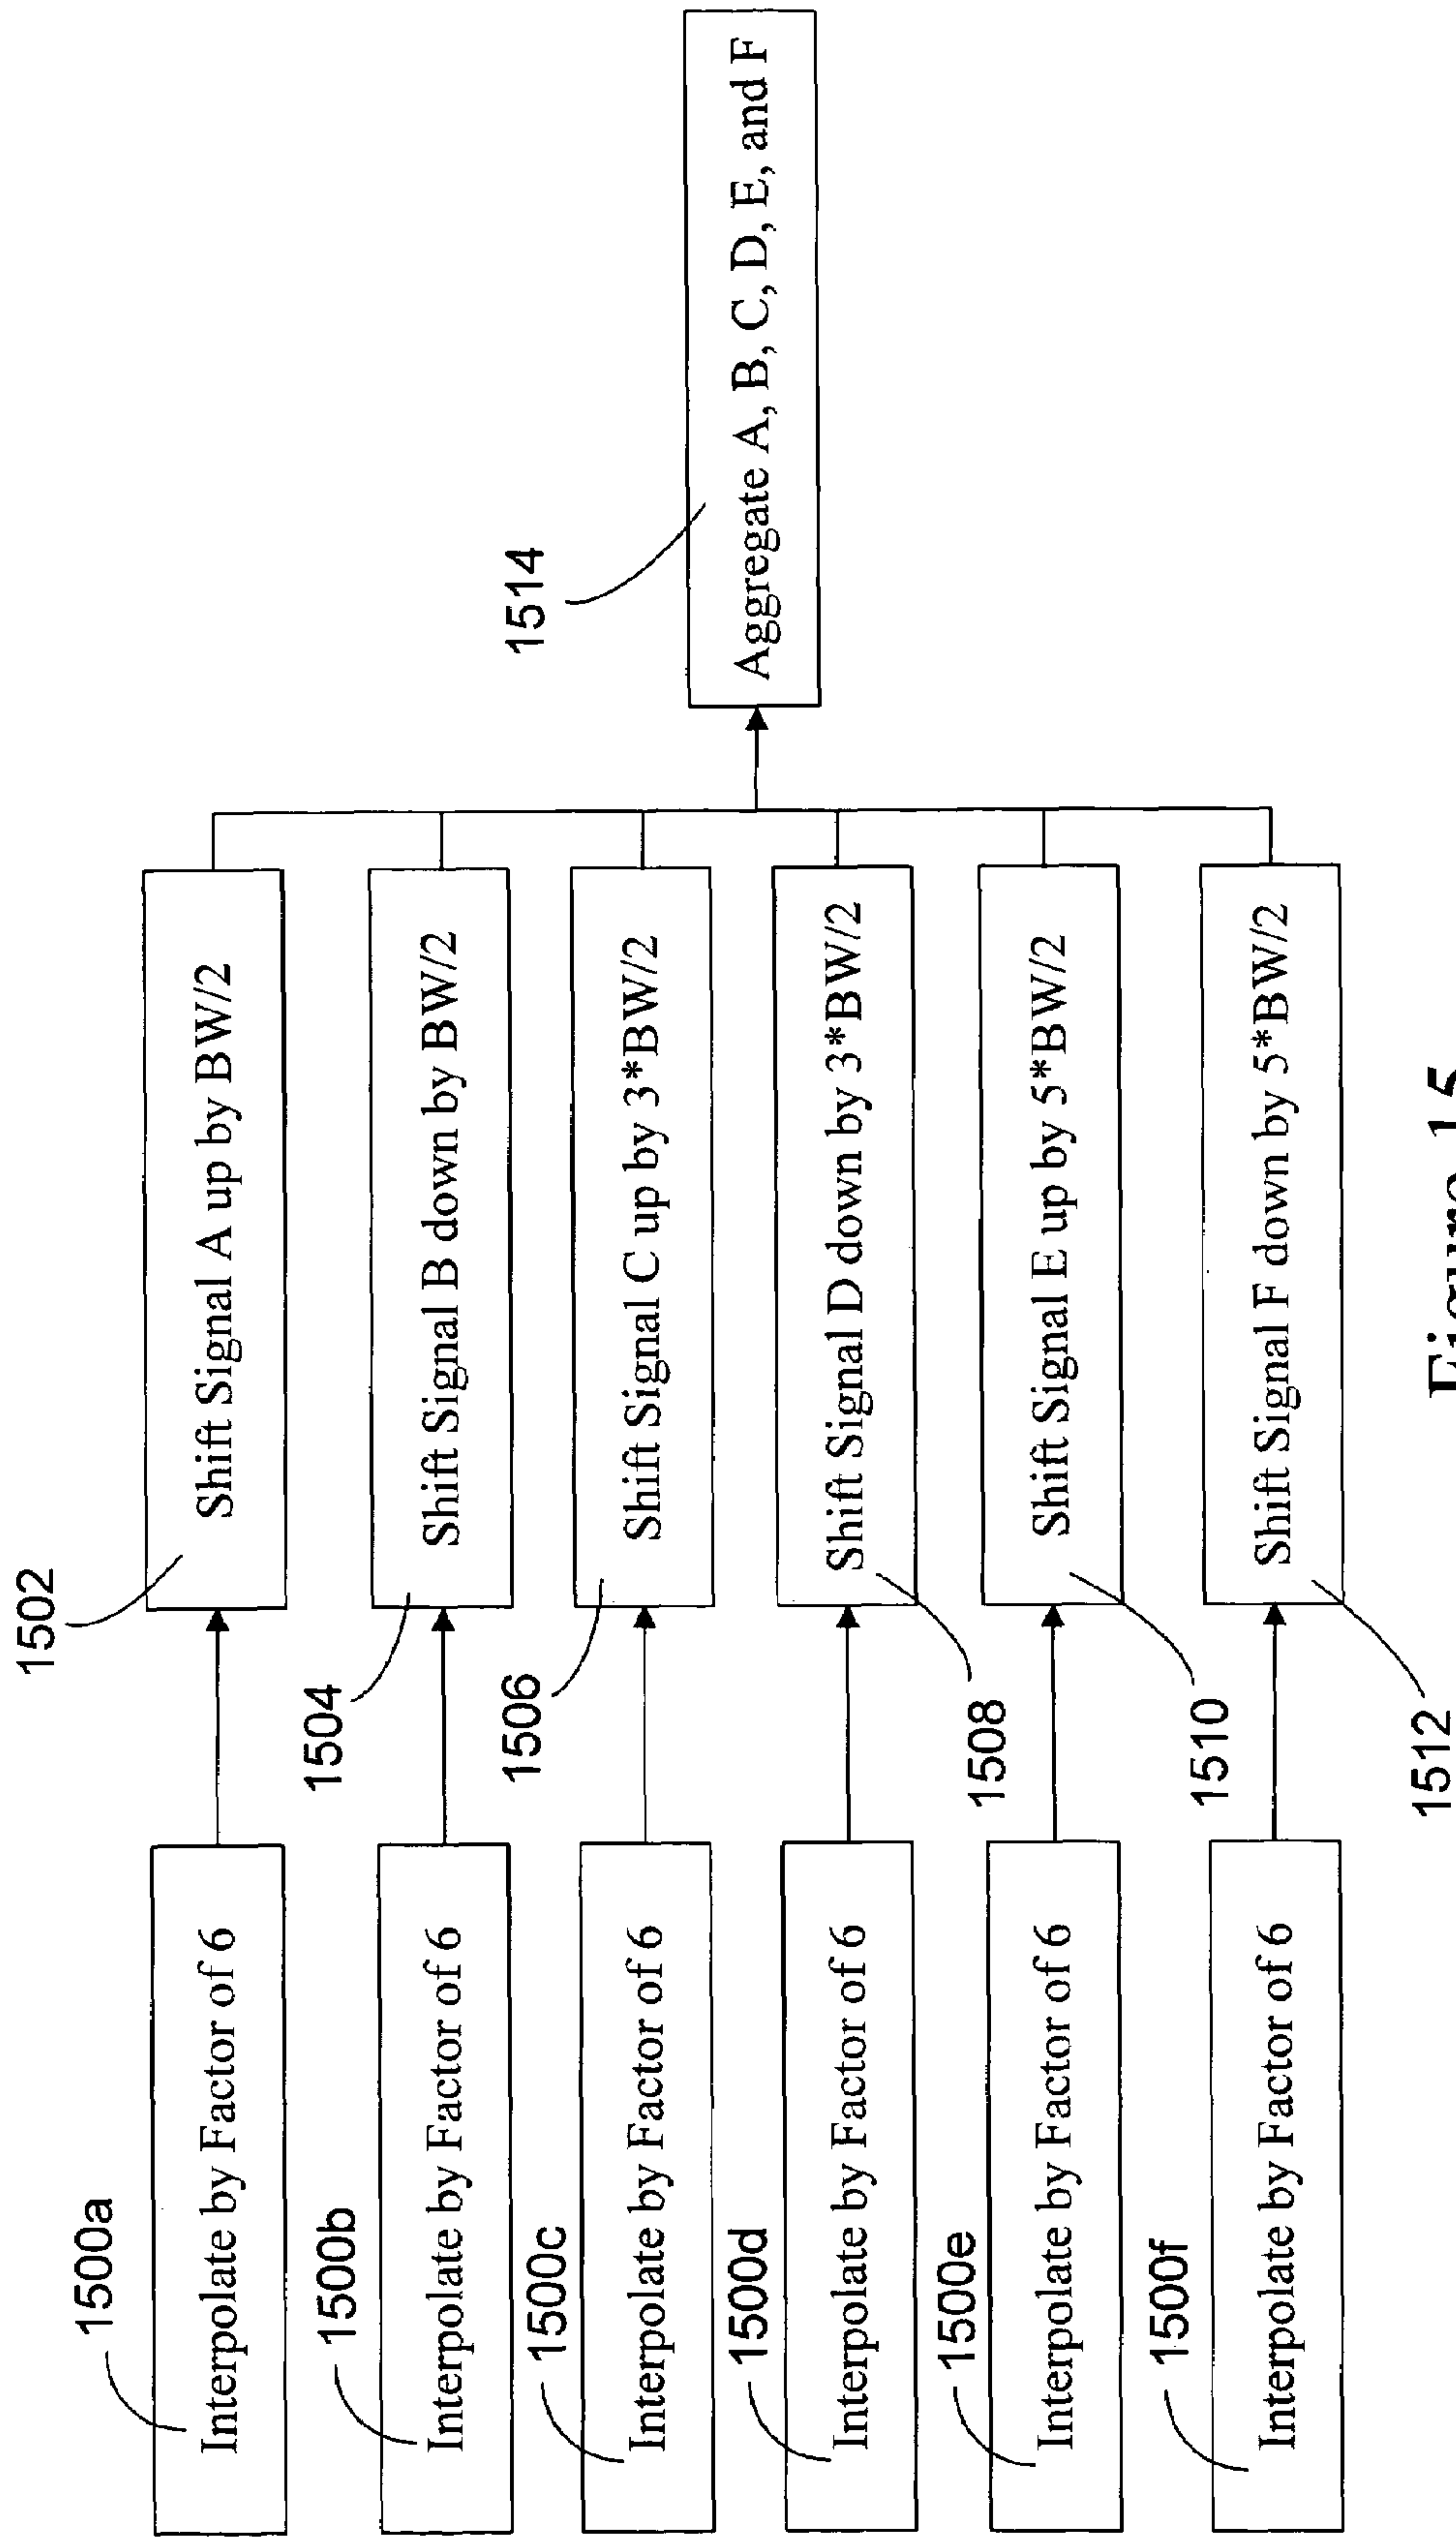 1500a
Interpolate by Factor of 6
1502
Shift Signal A up by BW/2
1500b
Interpolate by Factor of 6
1504
Shift Signal B down by BW/2
1500c
Interpolate by Factor of 6
1506
Shift Signal C up by 3*BW/2
1514
Aggregate A, B, C, D, E, and F
1500d
Interpolate by Factor of 6
1508
Shift Signal D down by 3*BW/2
1500e
Interpolate by Factor of 6
1510
Shift Signal E up by 5*BW/2
1500f
Interpolate by Factor of 6
1512
Shift Signal F down by 5*BW/2
Figure 15